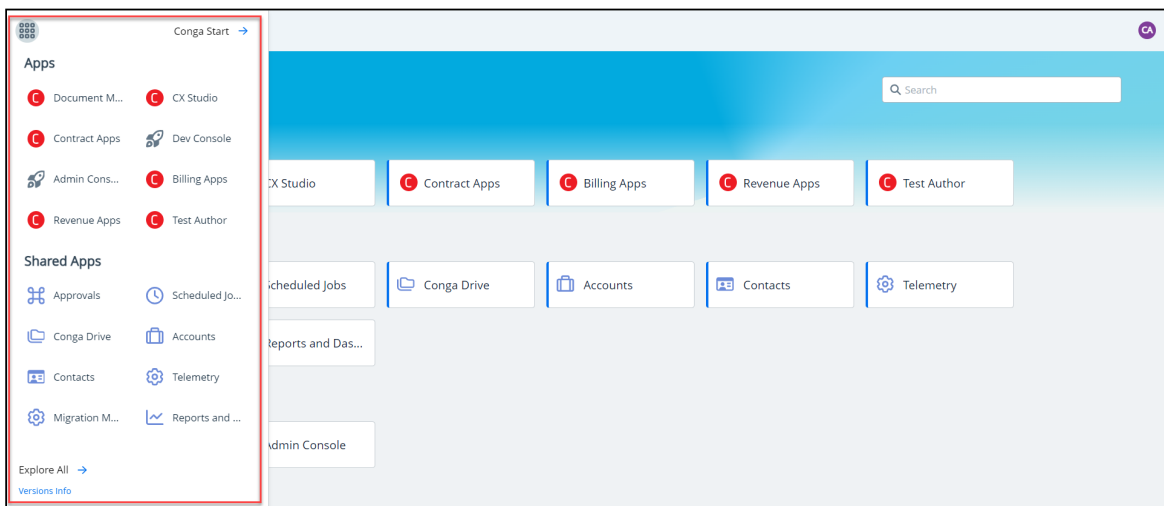 Conga Start
CA
Apps
Document M...
CX Studio
Contract Apps
Dev Console
Admin Cons...
Billing Apps
Revenue Apps
Test Author
Shared Apps
Approvals
Scheduled Jo...
Conga Drive
Accounts
Contacts
Telemetry
Migration M...
Reports and ...
Explore All
Versions Info
Search
CX Studio
C Contract Apps
C Billing Apps
C Revenue Apps
C Test Author
Scheduled Jobs
Conga Drive
Accounts
Contacts
Telemetry
Reports and Das...
Admin Console